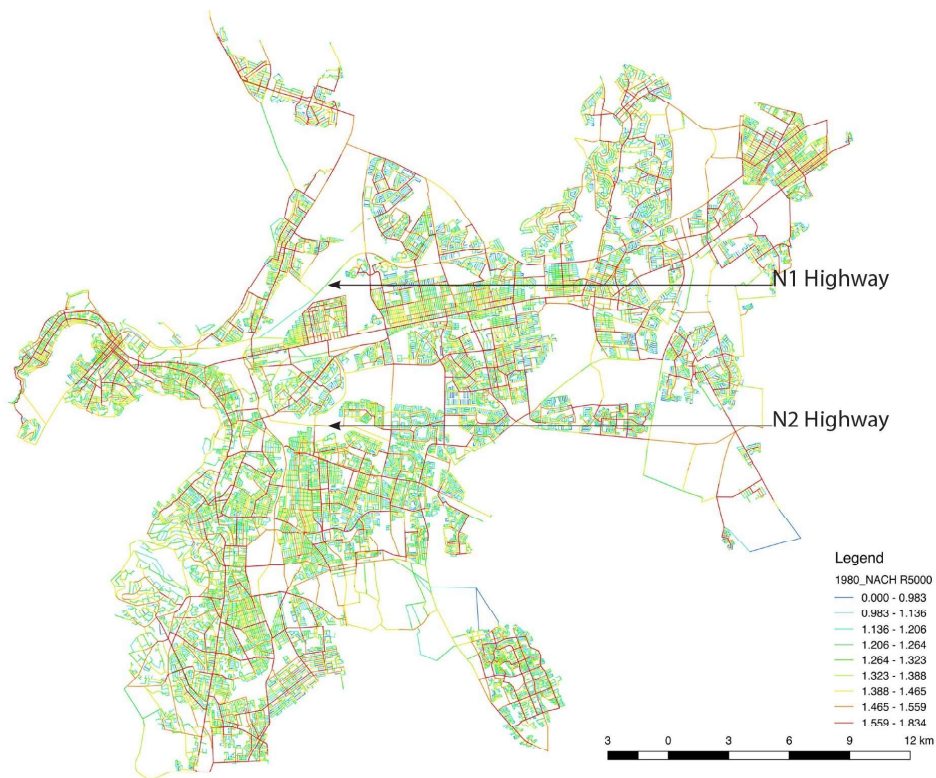 N1 Highway
N2 Highway
Legend
1980_NACH R5000
0.000 - 0.983
0.983 - 1.136
1.136 - 1.206
1.206 - 1.264
1.264 - 1.323
1.323 - 1.388
1.388 - 1.465
1.465 - 1.559
1.559 - 1.834
3 0 3 6 9 12 km